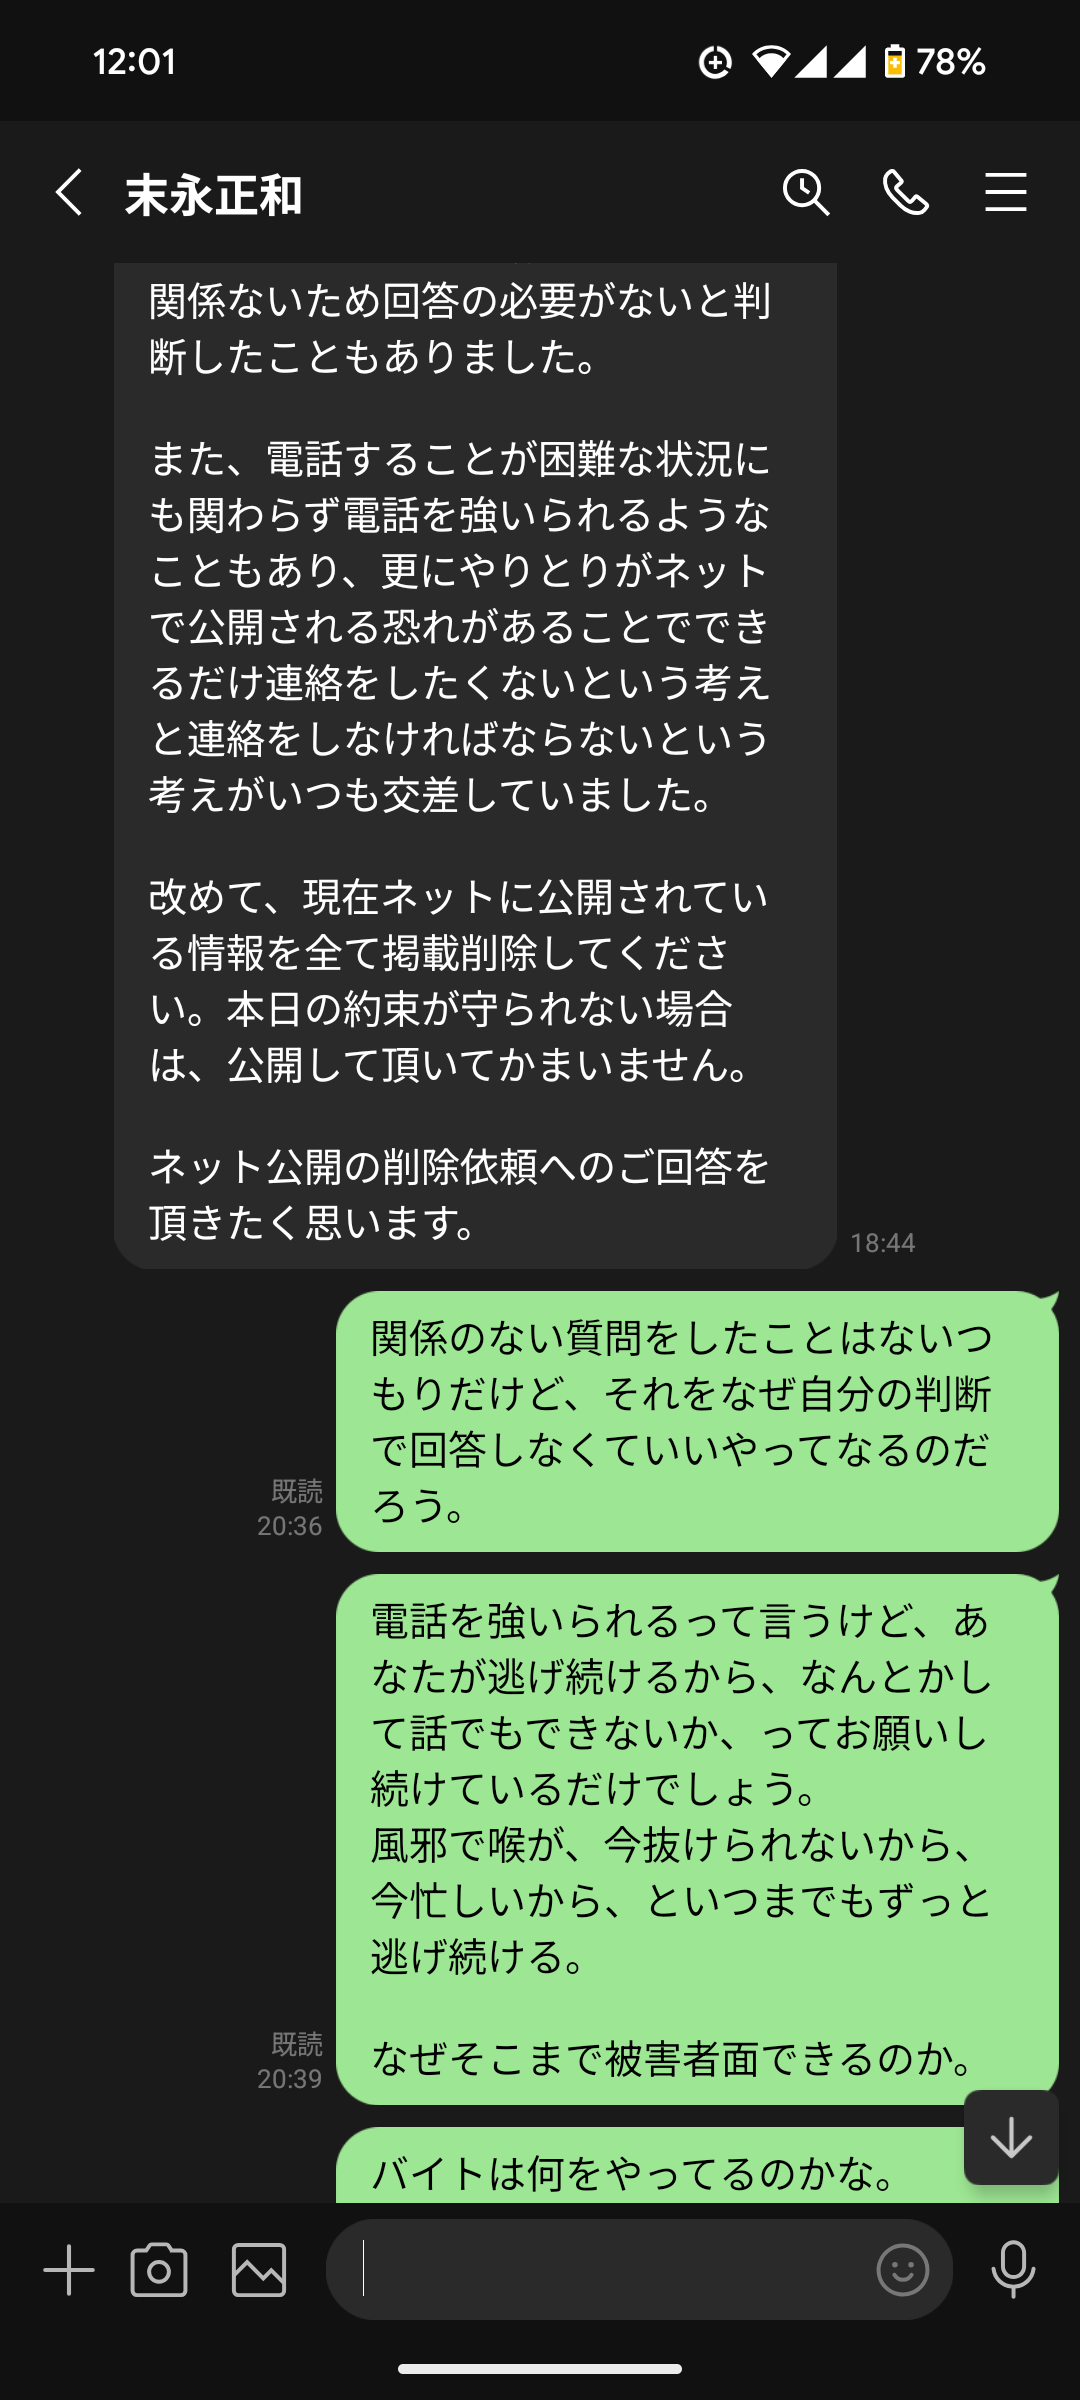 12:01
78%
末永正和
関係ないため回答の必要がないと判
断したこともありました。
また、電話することが困難な状況に
も関わらず電話を強いられるような
こともあり、更にやりとりがネット
で公開される恐れがあることででき
るだけ連絡をしたくないという考え
と連絡をしなければならないという
考えがいつも交差していました。
改めて、現在ネットに公開されてい
る情報を全て掲載削除してくださ
い。本日の約束が守られない場合
は、公開して頂いてかまいません。
ネット公開の削除依頼へのご回答を
頂きたく思います。
18:44
関係のない質問をしたことはないつ
もりだけど、それをなぜ自分の判断
で回答しなくていいやってなるのだ
ろう。
既読
20:36
電話を強いられるって言うけど、あ
なたが逃げ続けるから、なんとかし
て話でもできないか、ってお願いし
続けているだけでしょう。
風邪で喉が、今抜けられないから、
今忙しいから、といつまでもずっと
逃げ続ける。
なぜそこまで被害者面できるのか。
既読
20:39
バイトは何をやってるのかな。